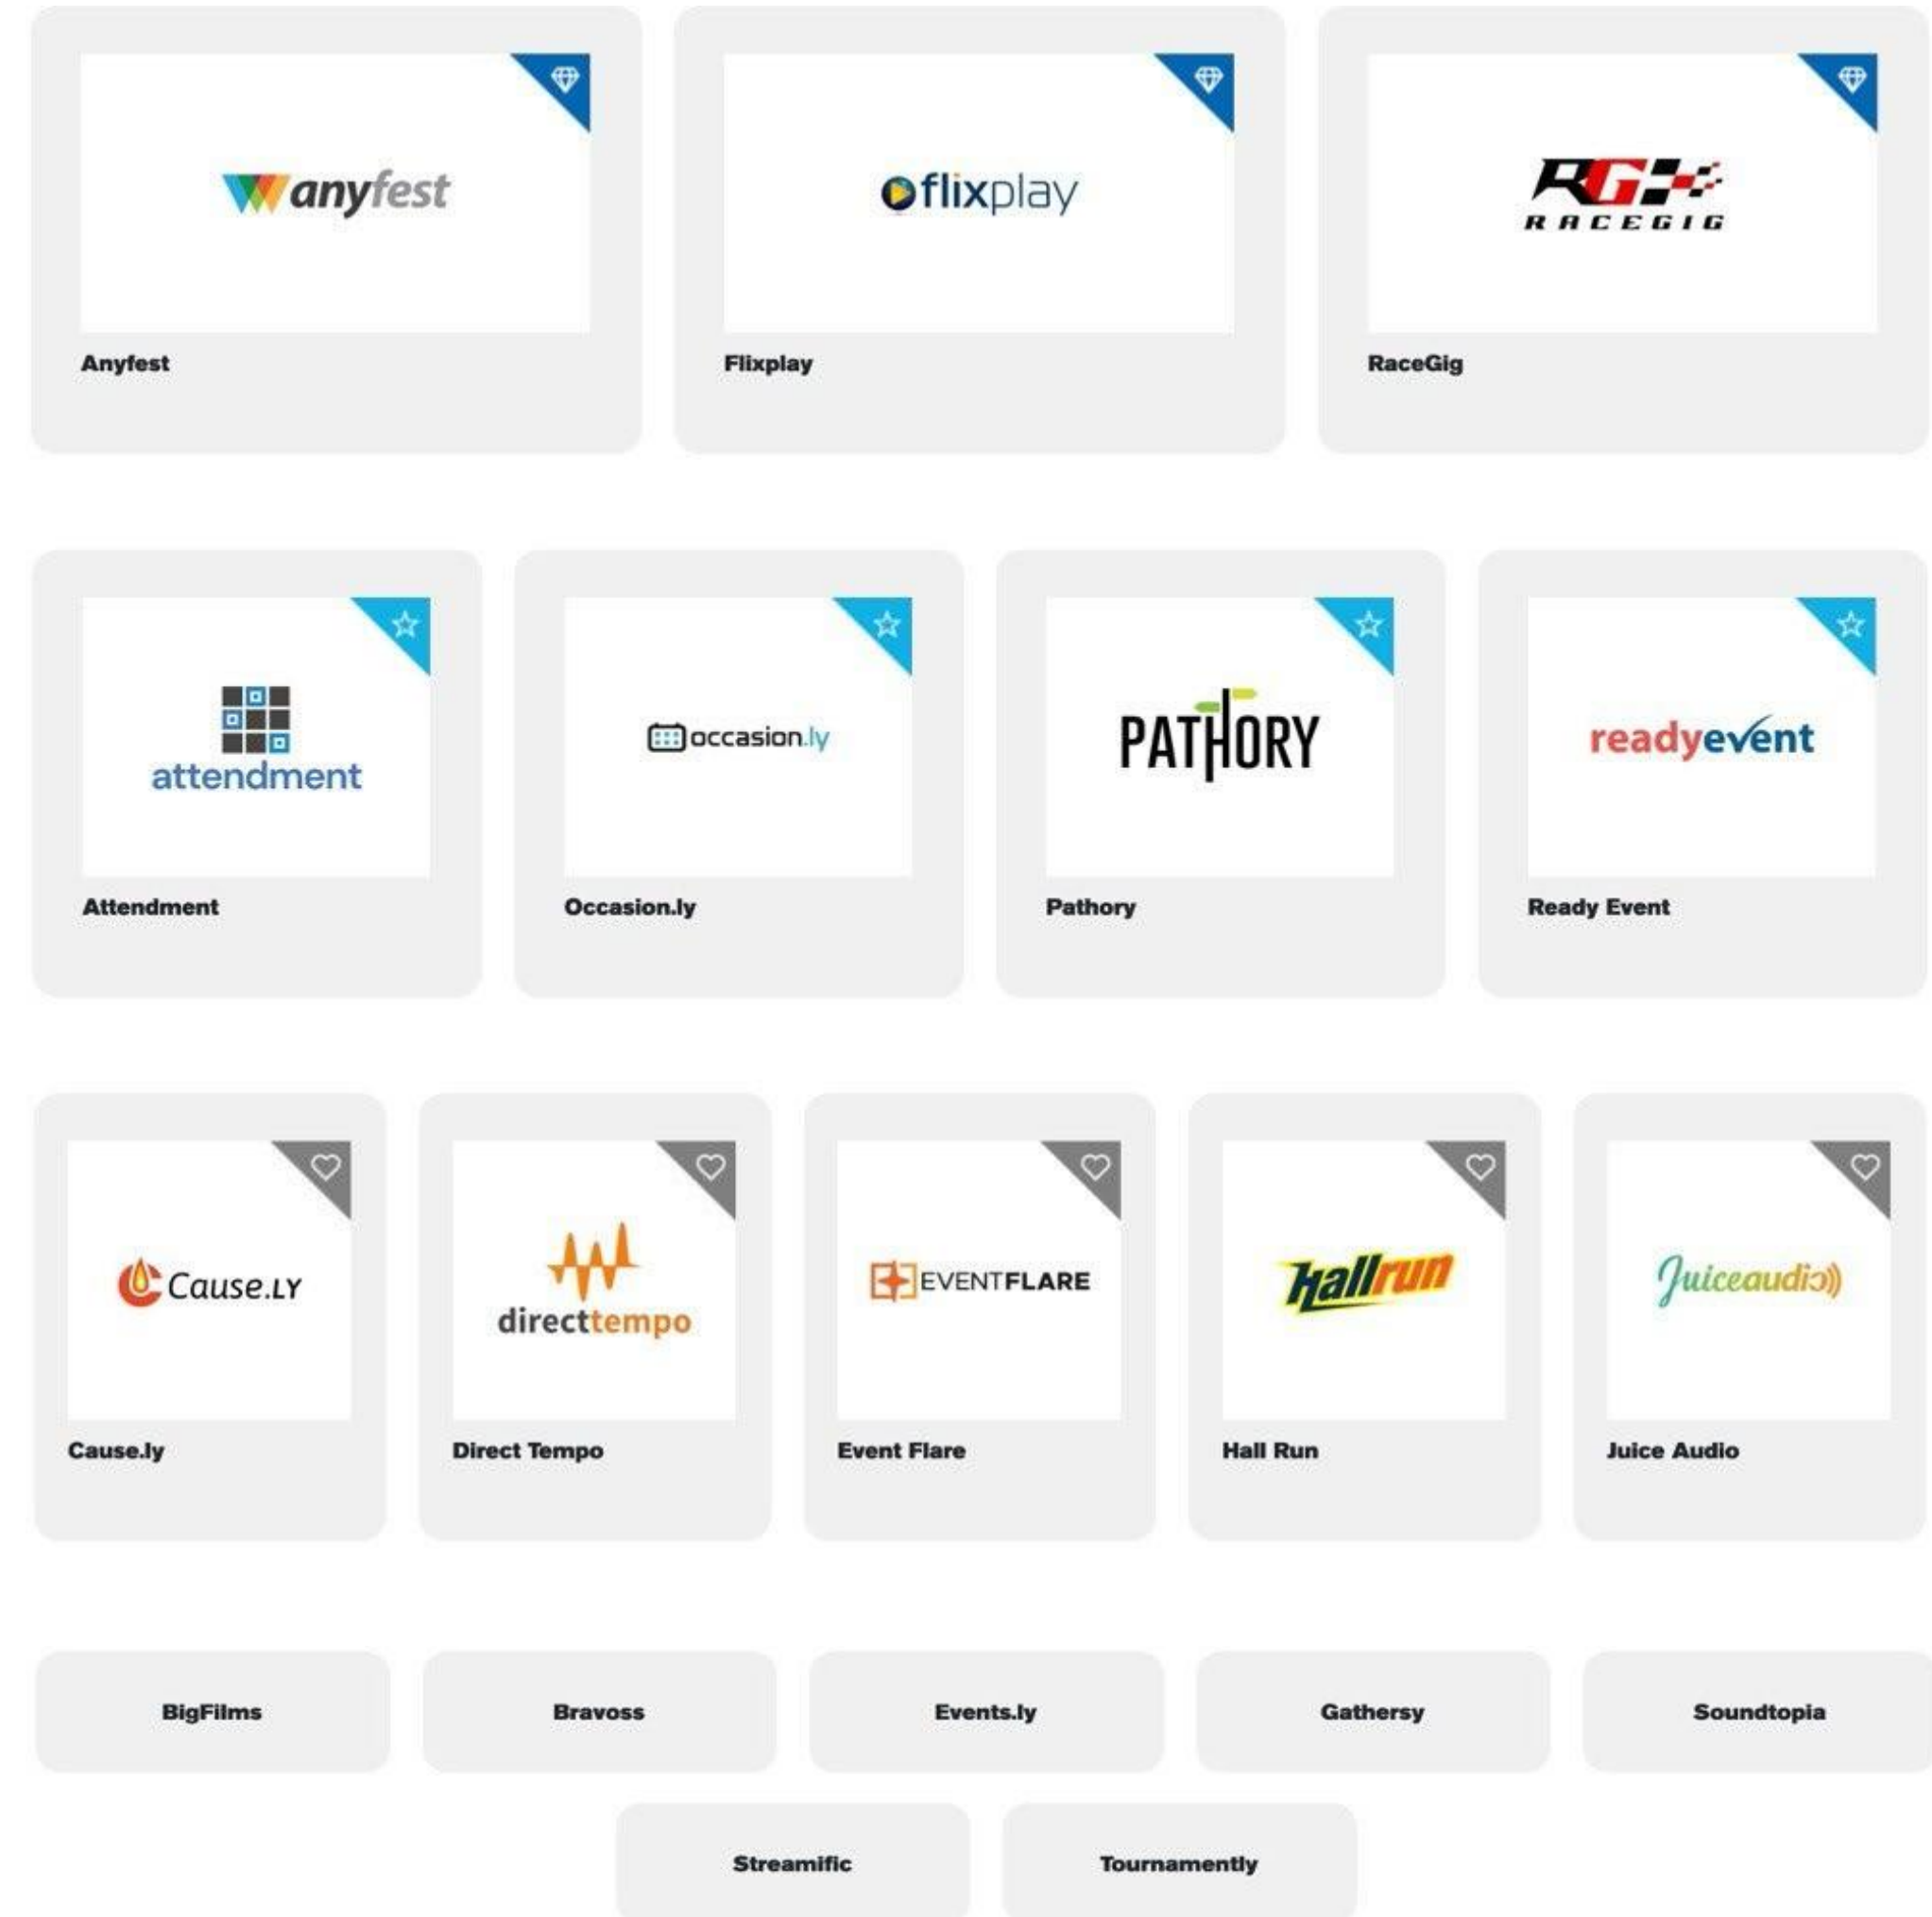 anyfest
flixplay
RG
RACEGIG
Anyfest
Flixplay
RaceGig
attendment
occasion.ly
PATHORY
readyevent
Attendment
Occasion.ly
Pathory
Ready Event
Cause.LY
directtempo
EVENTFLARE
Hallrun
Juiceaudio
Cause.ly
Direct Tempo
Event Flare
Hall Run
Juice Audio
BigFilms
Bravoss
Events.ly
Gathersy
Soundtopia
Streamific
Tournamently